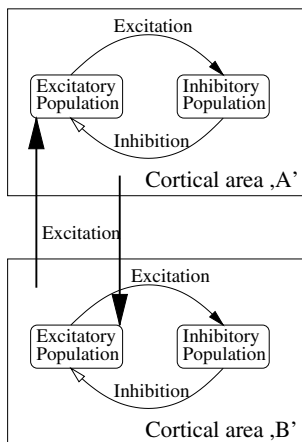 Excitation
Excitatory Inhibitory
Population Population
Inhibition
Cortical area ‚A’
Excitation
Excitation
Excitatory Inhibitory
Population Population
Inhibition
Cortical area ‚B’